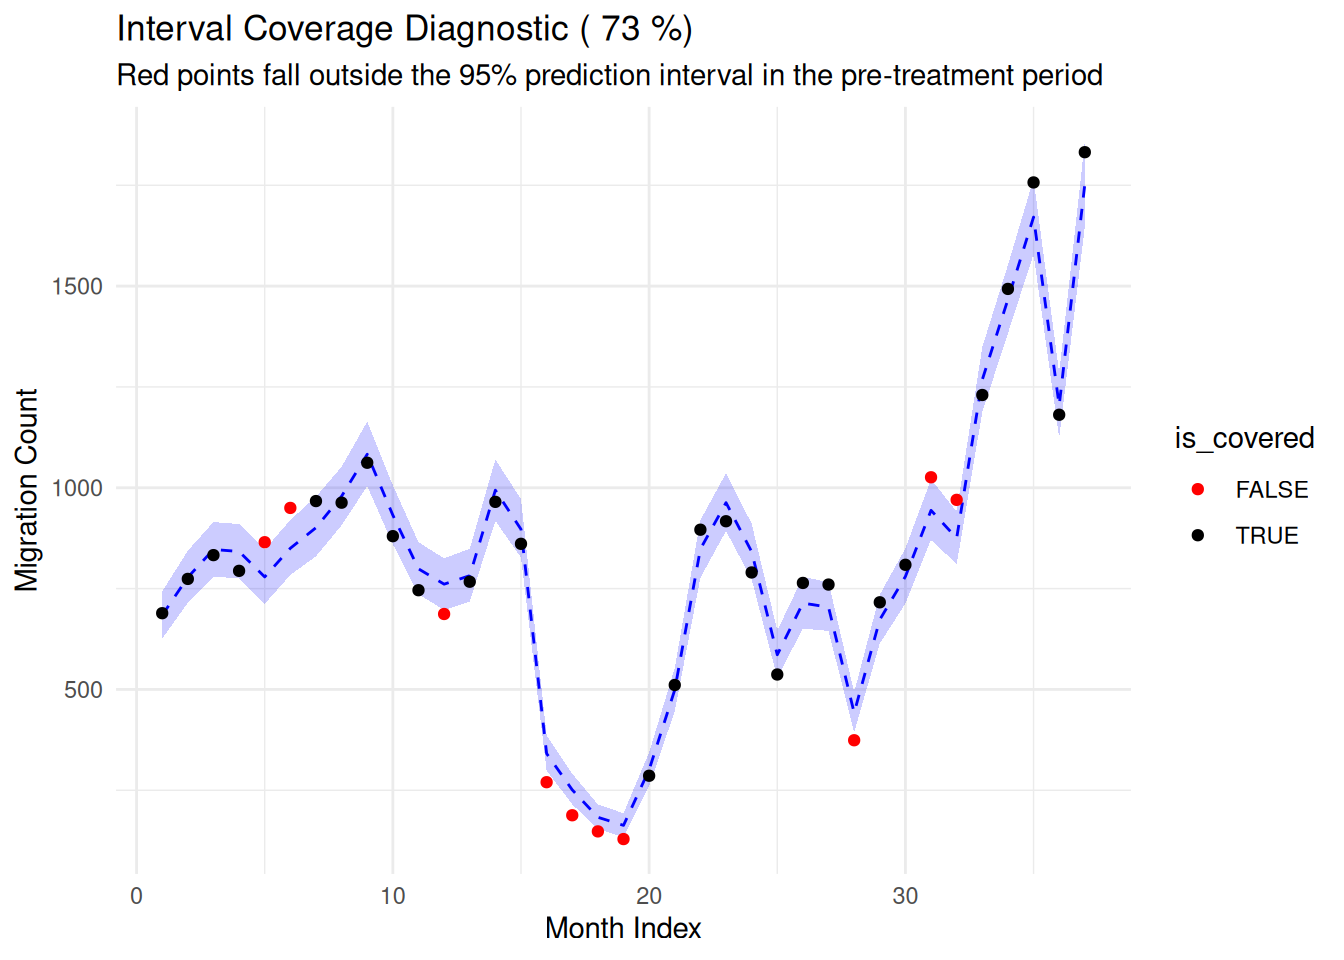 Interval Coverage Diagnostic ( 73 %)
Red points fall outside the 95% prediction interval in the pre-treatment period
Migration Count
1500
1000
500
0
10
20
30
Month Index
is_covered
FALSE
TRUE